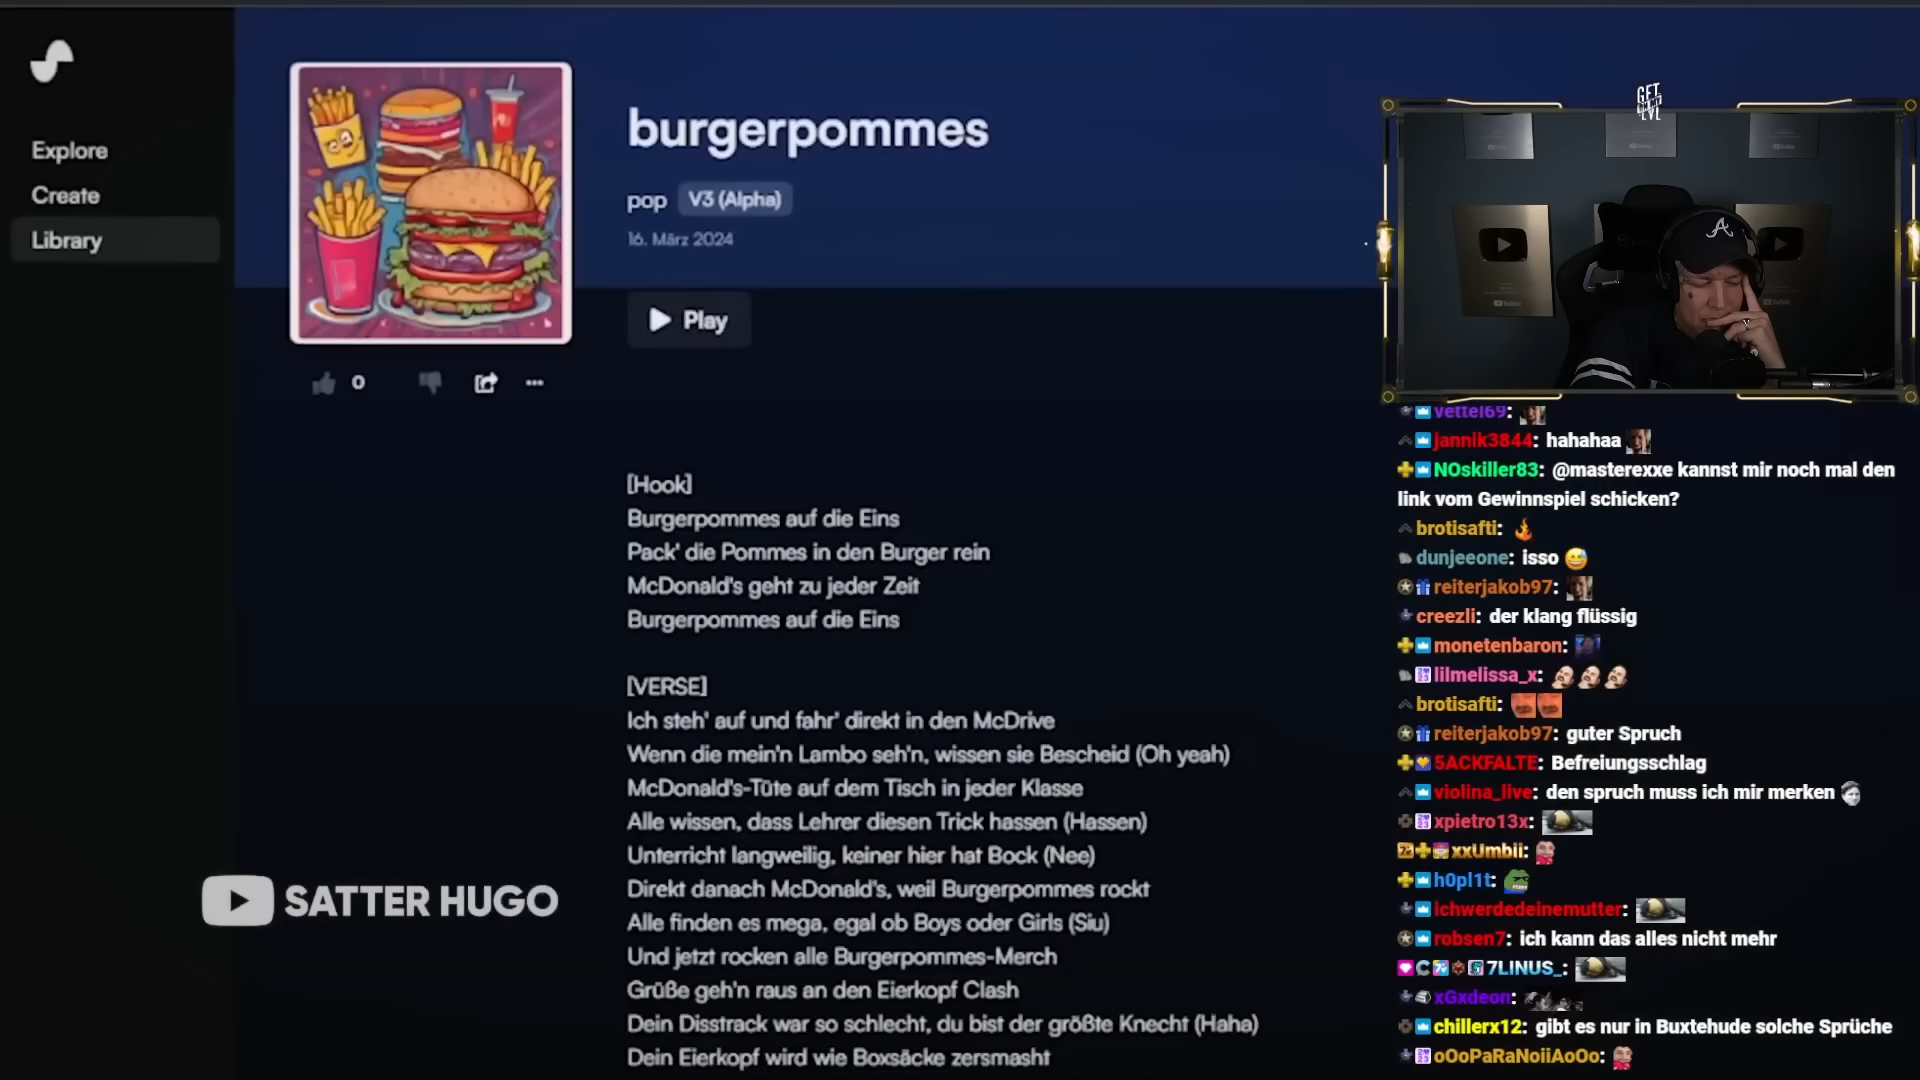 Explore
Create
Library
burgerpommes
pop V3 (Alpha)
16. März 2024
Play
0
[Hook]
Burgerpommes auf die Eins
Pack' die Pommes in den Burger rein
McDonald's geht zu jeder Zeit
Burgerpommes auf die Eins
[VERSE]
Ich steh' auf und fahr' direkt in den McDrive
Wenn die mein'n Lambo seh'n, wissen sie Bescheid (Oh yeah)
McDonald's-Tüte auf dem Tisch in jeder Klasse
Alle wissen, dass Lehrer diesen Trick hassen (Hassen)
Unterricht langweilig, keiner hier hat Bock (Nee)
Direkt danach McDonald's, weil Burgerpommes rockt
Alle finden es mega, egal ob Boys oder Girls (Siu)
Und jetzt rocken alle Burgerpommes-Merch
Grüße geh'n raus an den Eierkopf Clash
Dein Disstrack war so schlecht, du bist der größte Knecht (Haha)
Dein Eierkopf wird wie Boxsäcke zersmasht
SATTER HUGO
GET
LVL
YouTube
YouTube
YouTube
YouTube
YouTube
vettel69:
jannik3844: hahahaa
NOskiller83: @masterexxe kannst mir noch mal den
link vom Gewinnspiel schicken?
brotisafti:
dunjeeone: isso
reiterjakob97:
creezli: der klang flüssig
monetenbaron:
lilmelissa_x:
brotisafti:
reiterjakob97: guter Spruch
5ACKFALTE: Befreiungsschlag
violina_live: den spruch muss ich mir merken
xpietro13x:
xxUmbii:
h0pl1t:
ichwerdedeinemutter:
robsen7: ich kann das alles nicht mehr
7LINUS_:
xGxdeon:
chillerx12: gibt es nur in Buxtehude solche Sprüche
oOoPaRaNoiiAoOo: